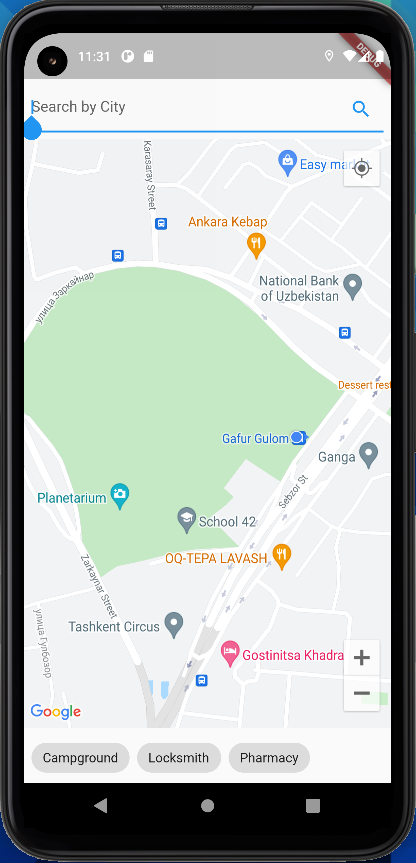 11:31
DEBUG
Search by City
Karasaray Street
Easy
Ankara Kebap
National Bank
of Uzbekistan
улица Заркайнар
Dessert rest
Gafur Gulom
Ganga
Planetarium
School 42
Sebzor St
OQ-TEPA LAVASH
Zarkaynar Street
улица Гулбозор
Tashkent Circus
Gostinitsa Khadra
+
−
Google
Campground Locksmith Pharmacy